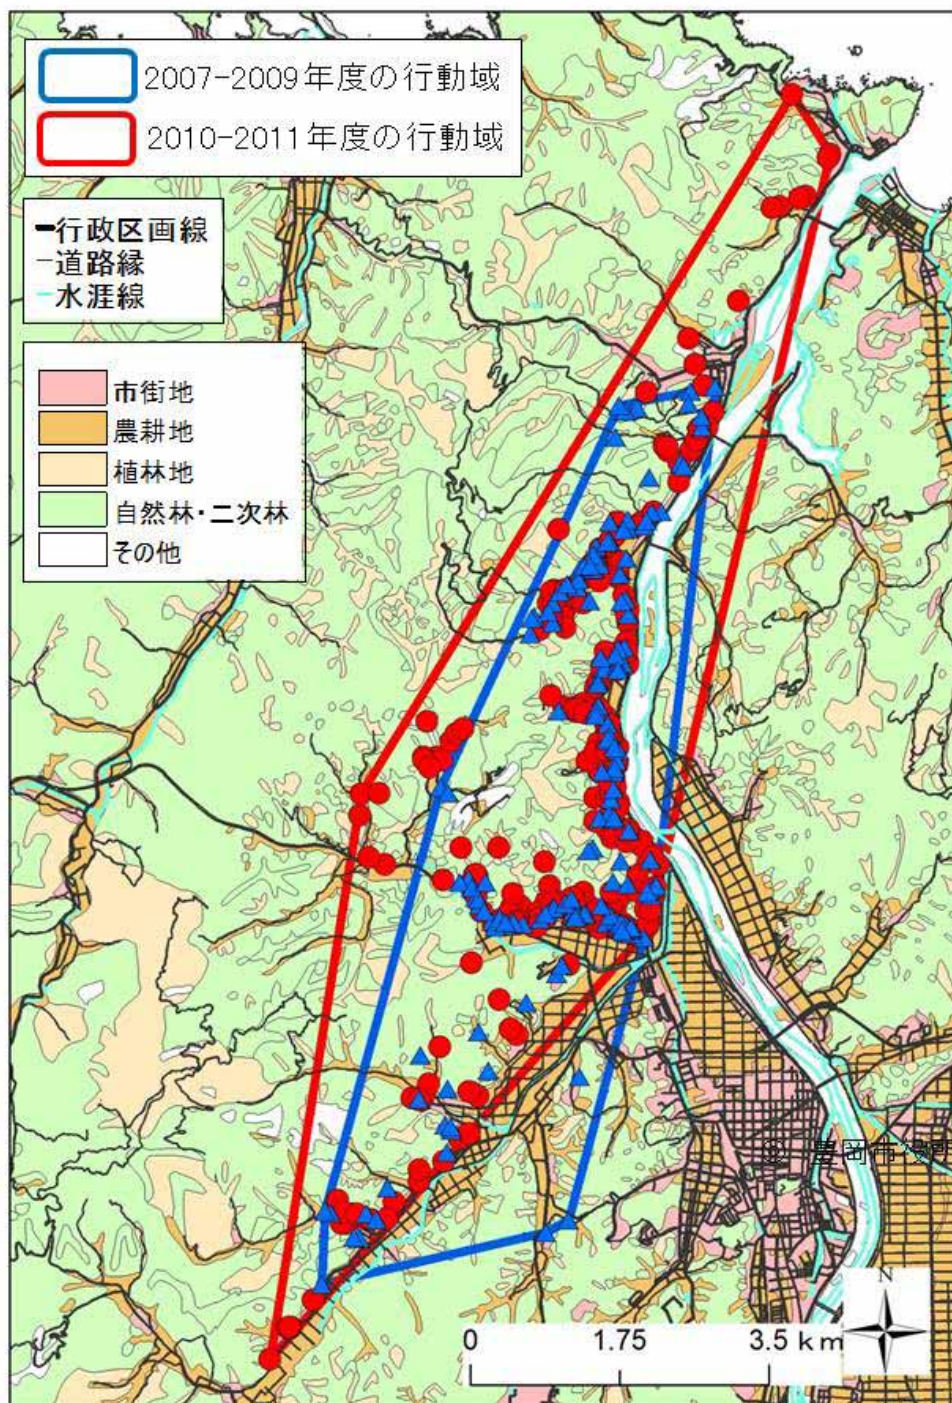 2007-2009年度の行動域
2010-2011年度の行動域
行政区画線
道路縁
水涯線
市街地
農耕地
植林地
自然林・二次林
その他
豊岡市役所
N
0 1.75 3.5 km